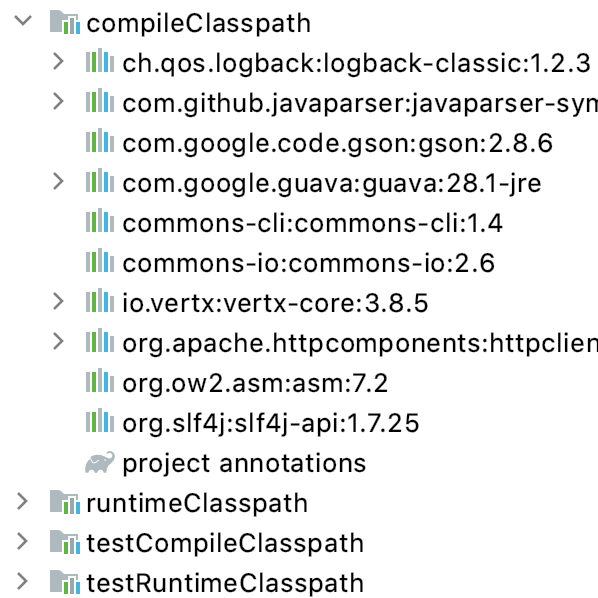 compileClasspath
ch.qos.logback:logback-classic:1.2.3
com.github.javaparser:javaparser-sym
com.google.code.gson:gson:2.8.6
com.google.guava:guava:28.1-jre
commons-cli:commons-cli:1.4
commons-io:commons-io:2.6
io.vertx:vertx-core:3.8.5
org.apache.httpcomponents:httpclien
org.ow2.asm:asm:7.2
org.slf4j:slf4j-api:1.7.25
project annotations
runtimeClasspath
testCompileClasspath
testRuntimeClasspath